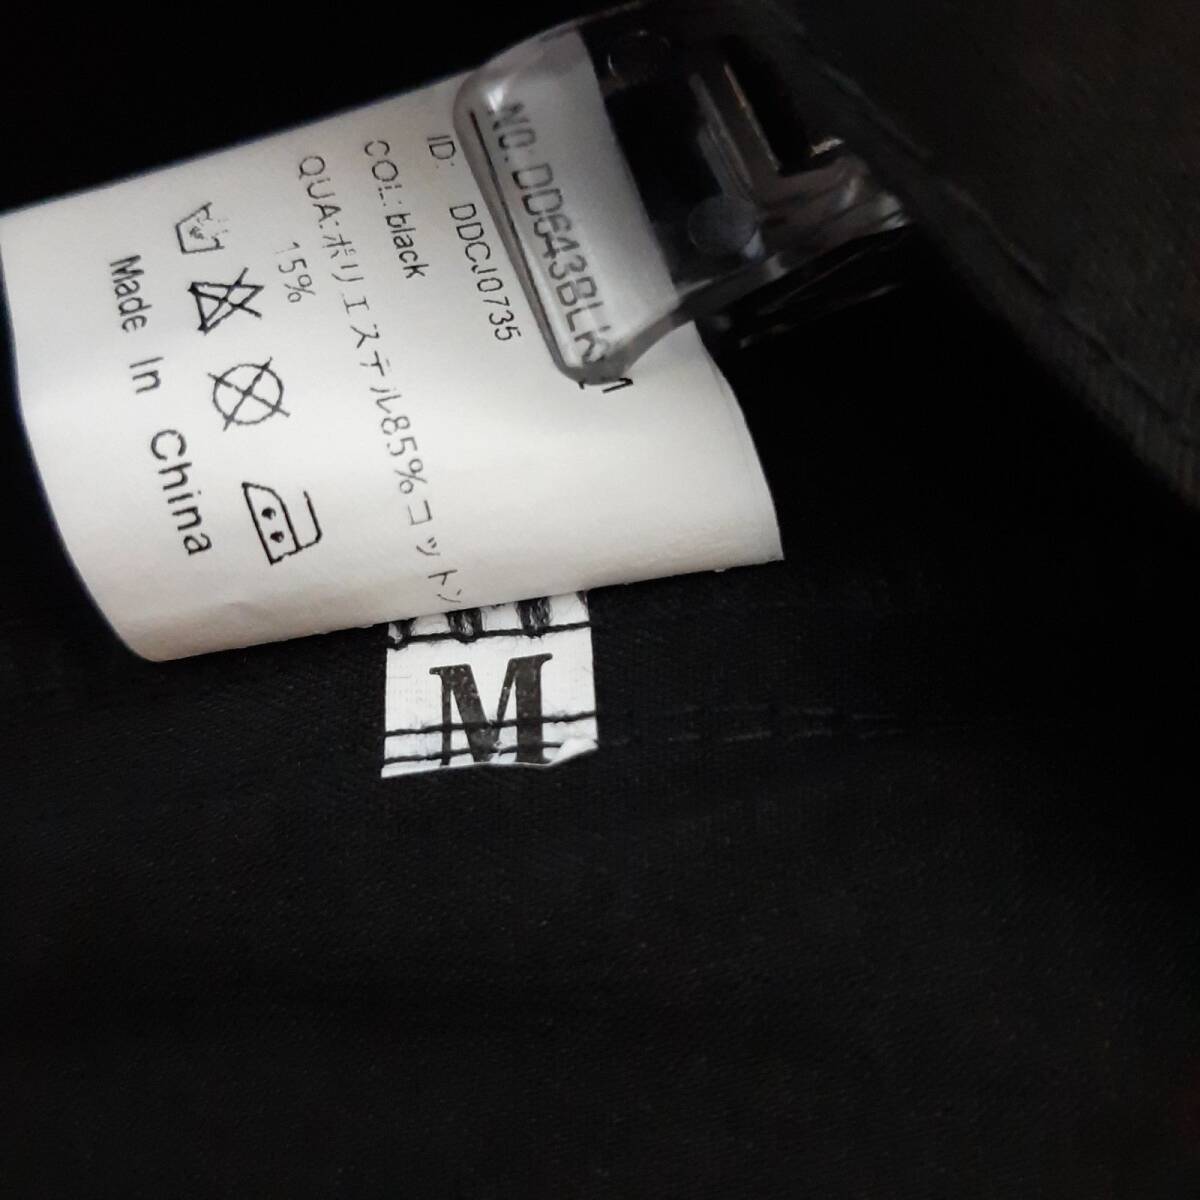 NO: DD643BLK M
ID: DDCJ0735
COL: black
QUA:ポリエステル85%コットン
15%
Made In China
M